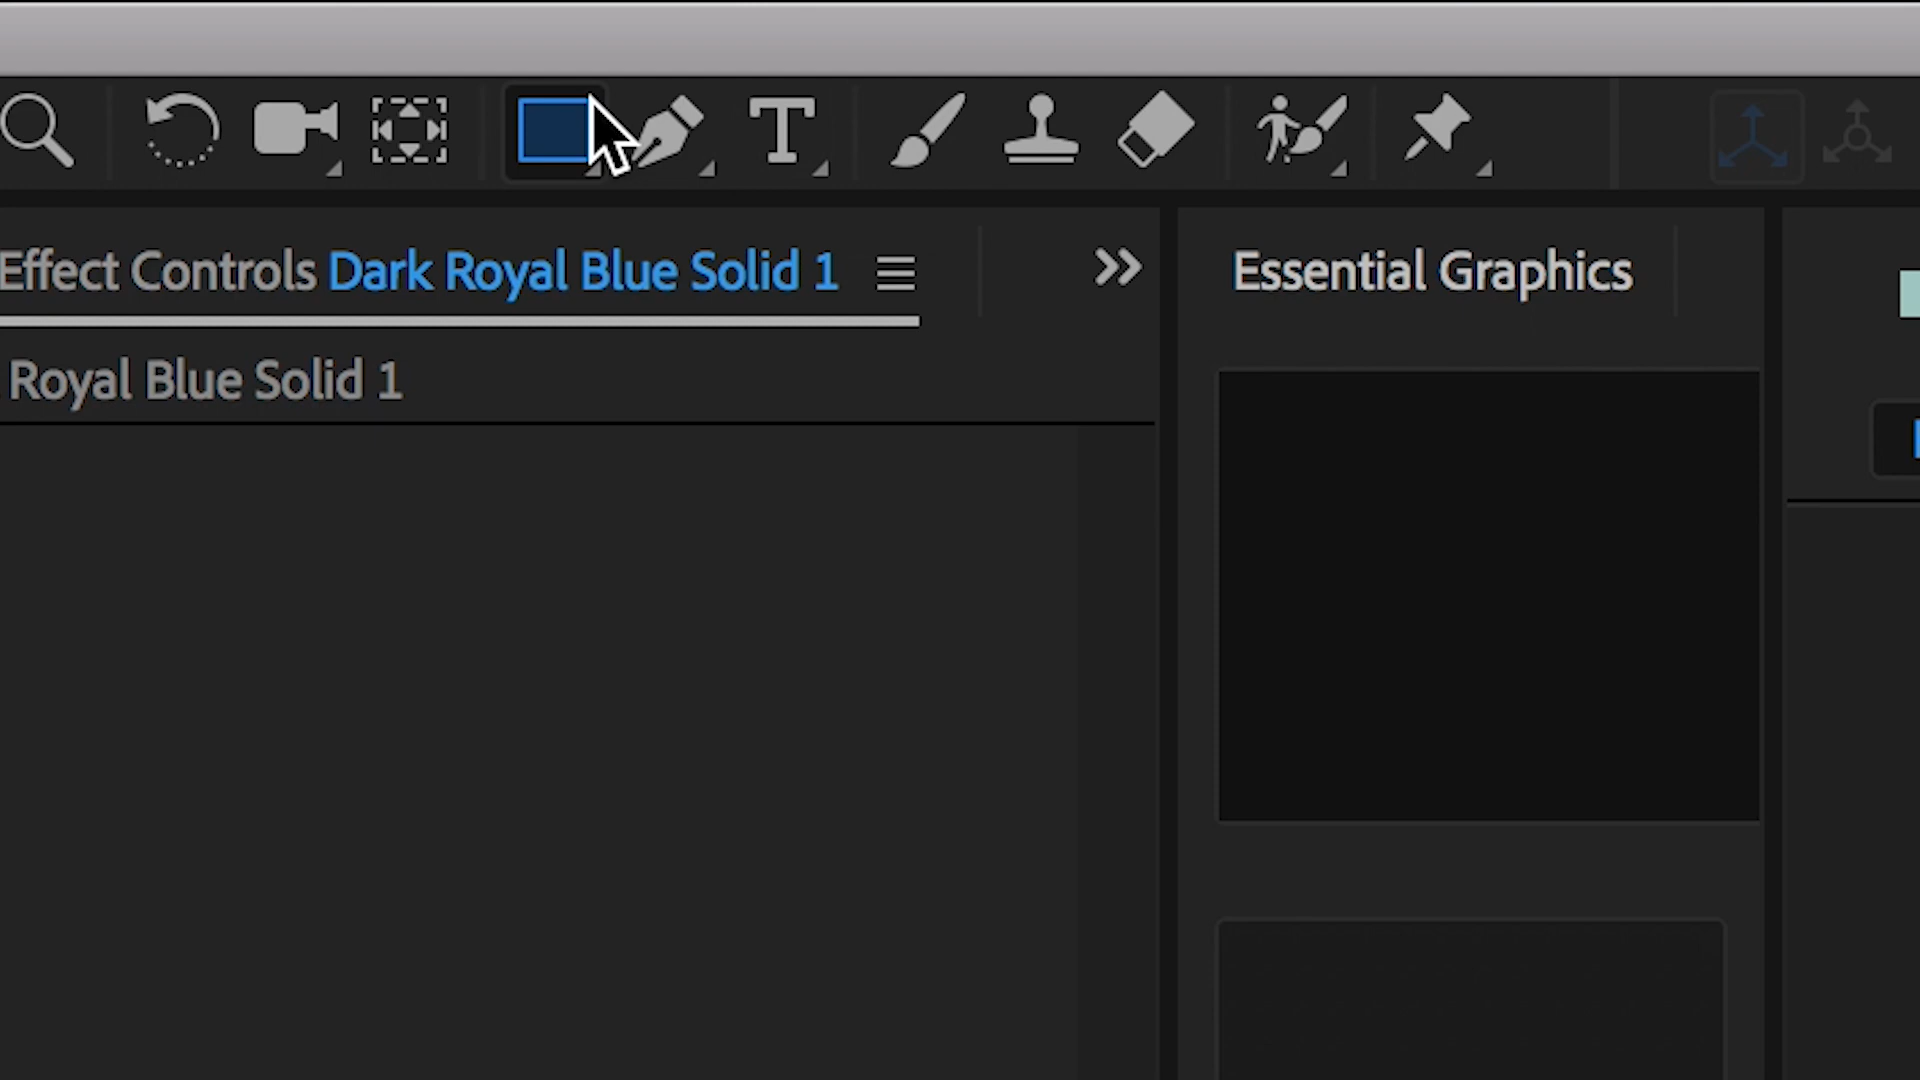 Effect Controls Dark Royal Blue Solid 1
Essential Graphics
Royal Blue Solid 1